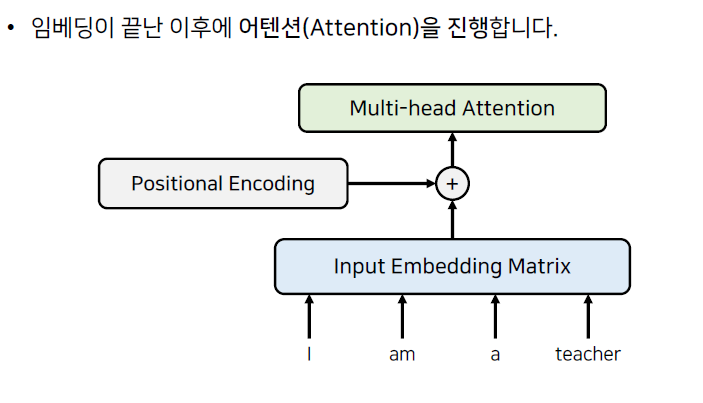 • 임베딩이 끝난 이후에 어텐션(Attention)을 진행합니다.
Multi-head Attention
Positional Encoding
+
Input Embedding Matrix
I am a teacher